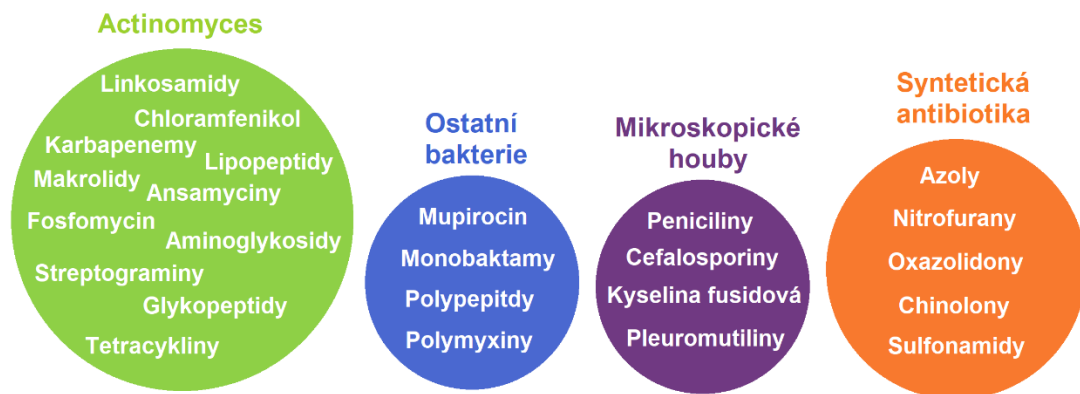 Actinomyces
Linkosamidy
Chloramfenikol
Karbapenemy
Lipopeptidy
Makrolidy
Ansamyciny
Fosfomycin
Aminoglykosidy
Streptograminy
Glykopeptidy
Tetracykliny
Ostatní
bakterie
Mupirocin
Monobaktamy
Polypepitdy
Polymyxiny
Mikroskopické
houby
Peniciliny
Cefalosporiny
Kyselina fusidová
Pleuromutiliny
Syntetická
antibiotika
Azoly
Nitrofurany
Oxazolidony
Chinolony
Sulfonamidy